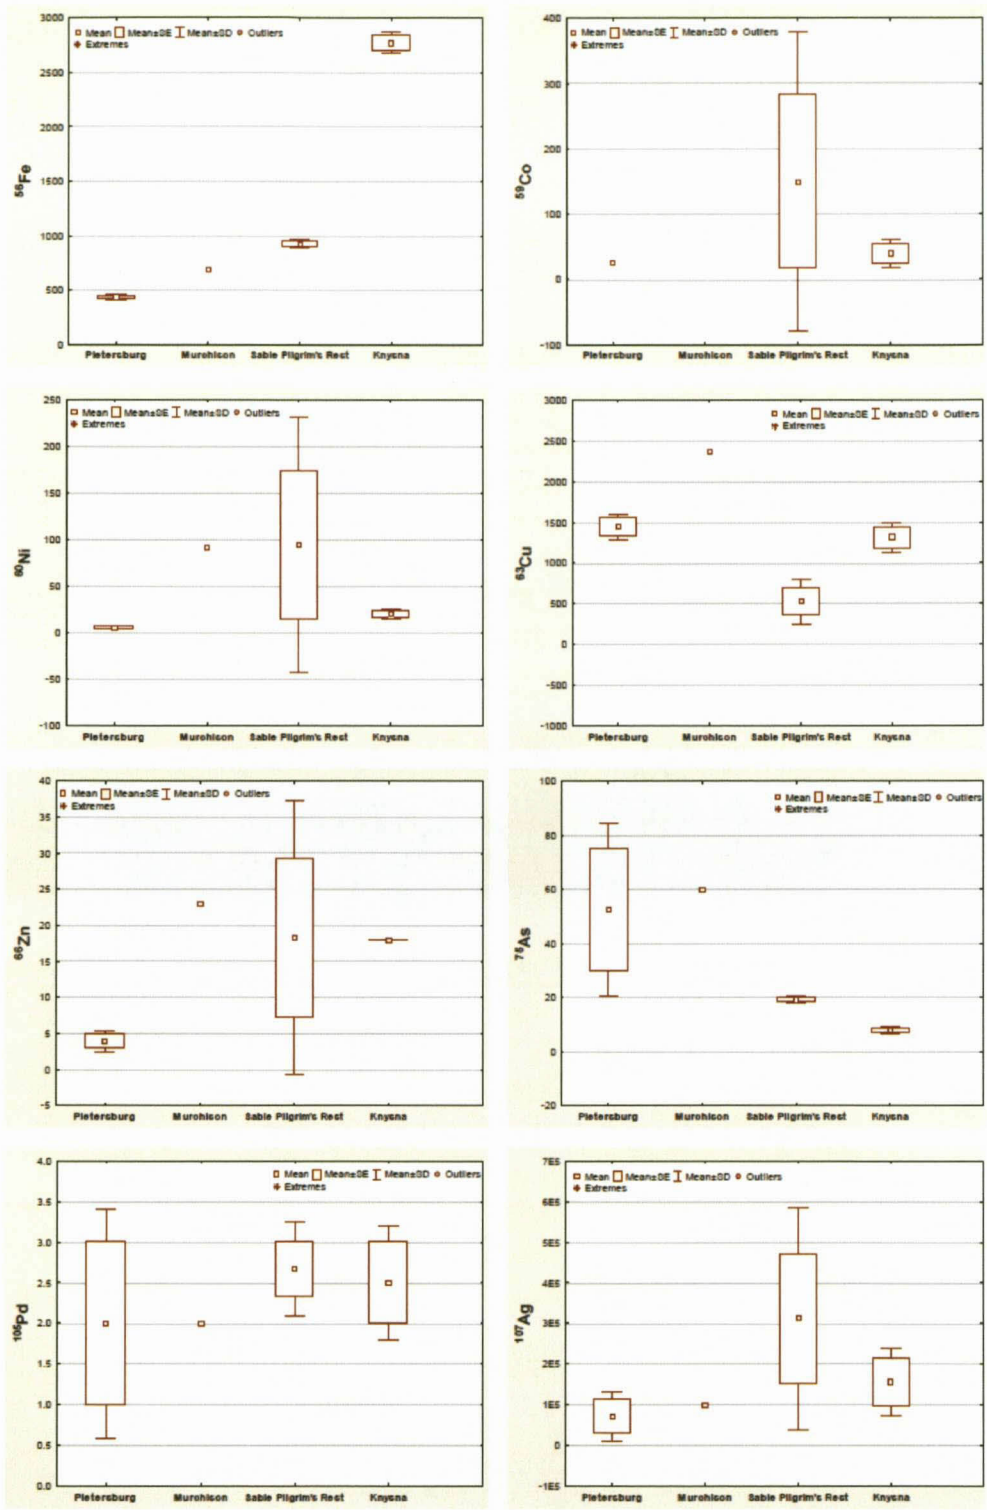 □ Mean □ Mean±SE ⌶ Mean±SD ○ Outliers
✱ Extremes
⁵⁶Fe
3000
2500
2000
1500
1000
500
0
Pietersburg Murchison Sable Pilgrim's Rest Knysna
□ Mean □ Mean±SE ⌶ Mean±SD ○ Outliers
✱ Extremes
⁵⁹Co
400
300
200
100
0
-100
Pietersburg Murchison Sable Pilgrim's Rest Knysna
□ Mean □ Mean±SE ⌶ Mean±SD ○ Outliers
✱ Extremes
⁶⁰Ni
250
200
150
100
50
0
-50
-100
Pietersburg Murchison Sable Pilgrim's Rest Knysna
□ Mean □ Mean±SE ⌶ Mean±SD ○ Outliers
✱ Extremes
⁶³Cu
3000
2500
2000
1500
1000
500
0
-500
-1000
Pietersburg Murchison Sable Pilgrim's Rest Knysna
□ Mean □ Mean±SE ⌶ Mean±SD ○ Outliers
✱ Extremes
⁶⁶Zn
40
35
30
25
20
15
10
5
0
-5
Pietersburg Murchison Sable Pilgrim's Rest Knysna
□ Mean □ Mean±SE ⌶ Mean±SD ○ Outliers
✱ Extremes
⁷⁵As
100
80
60
40
20
0
-20
Pietersburg Murchison Sable Pilgrim's Rest Knysna
□ Mean □ Mean±SE ⌶ Mean±SD ○ Outliers
✱ Extremes
¹⁰⁵Pd
4.0
3.5
3.0
2.5
2.0
1.5
1.0
0.5
0.0
Pietersburg Murchison Sable Pilgrim's Rest Knysna
□ Mean □ Mean±SE ⌶ Mean±SD ○ Outliers
✱ Extremes
¹⁰⁷Ag
7E5
6E5
5E5
4E5
3E5
2E5
1E5
0
-1E5
Pietersburg Murchison Sable Pilgrim's Rest Knysna